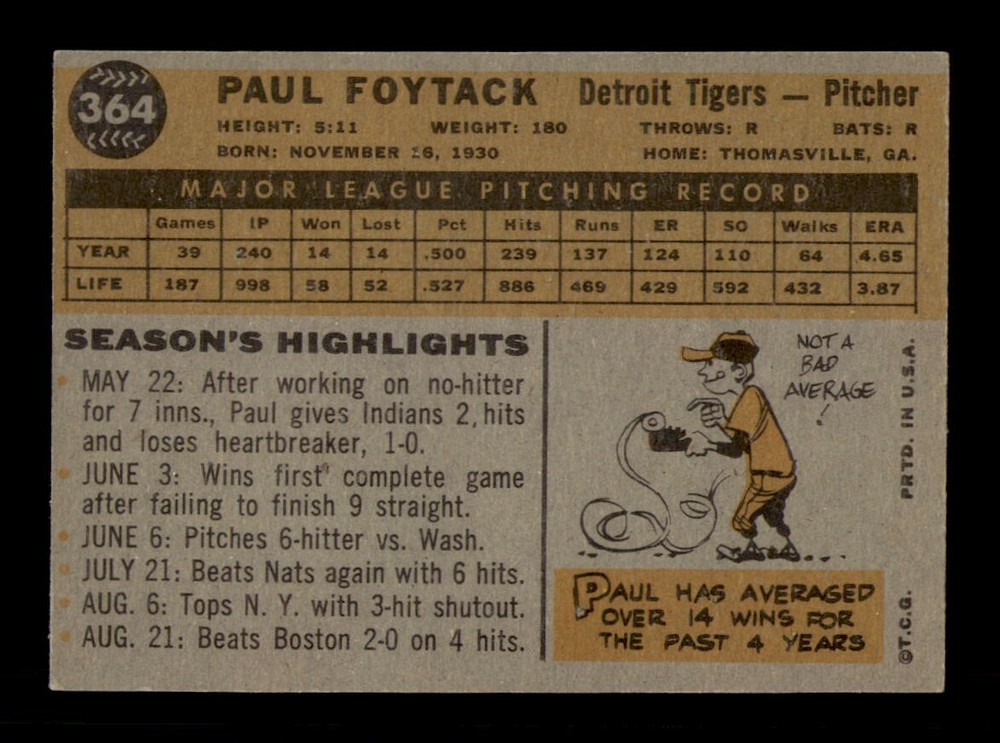 364
PAUL FOYTACK Detroit Tigers — Pitcher
HEIGHT: 5:11 WEIGHT: 180 THROWS: R BATS: R
BORN: NOVEMBER 16, 1930 HOME: THOMASVILLE, GA.
MAJOR LEAGUE PITCHING RECORD
Games IP Won Lost Pct Hits Runs ER SO Walks ERA
YEAR 39 240 14 14 .500 239 137 124 110 64 4.65
LIFE 187 998 58 52 .527 886 469 429 592 432 3.87
SEASON'S HIGHLIGHTS
MAY 22: After working on no-hitter
for 7 inns., Paul gives Indians 2 hits
and loses heartbreaker, 1-0.
JUNE 3: Wins first complete game
after failing to finish 9 straight.
JUNE 6: Pitches 6-hitter vs. Wash.
JULY 21: Beats Nats again with 6 hits.
AUG. 6: Tops N. Y. with 3-hit shutout.
AUG. 21: Beats Boston 2-0 on 4 hits.
NOT A
BAD
AVERAGE
!
PAUL HAS AVERAGED
OVER 14 WINS FOR
THE PAST 4 YEARS
©T.C.G. PRTD. IN U.S.A.